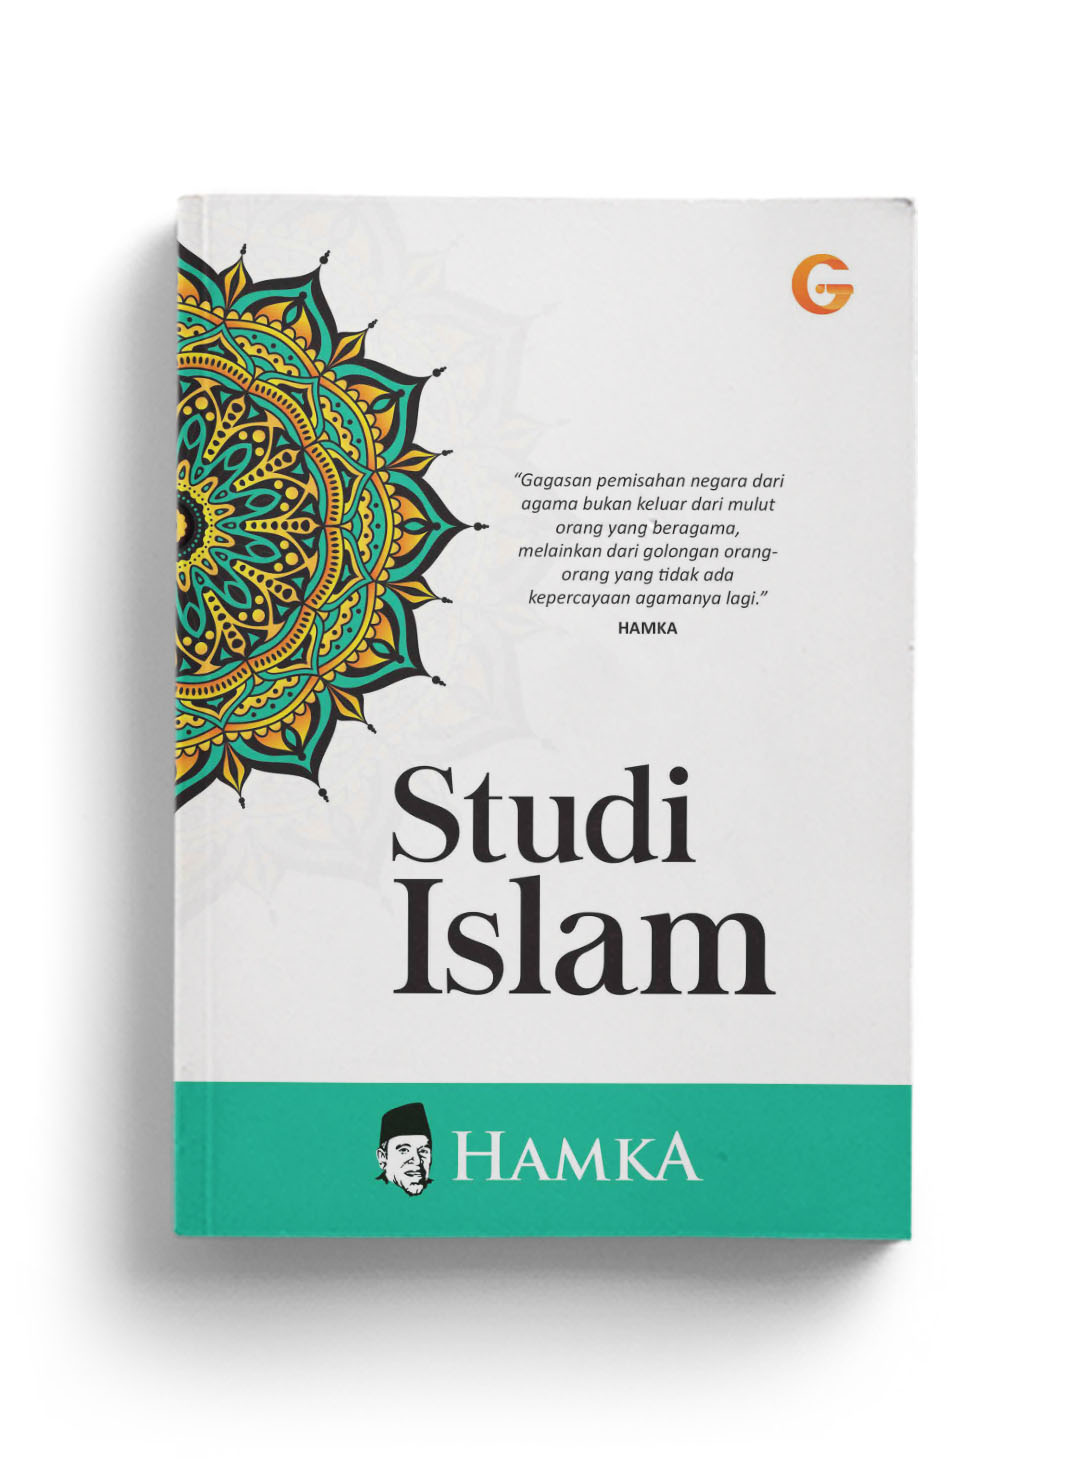 G
“Gagasan pemisahan negara dari
agama bukan keluar dari mulut
orang yang beragama,
melainkan dari golongan orang-
orang yang tidak ada
kepercayaan agamanya lagi.”
HAMKA
Studi
Islam
HAMKA